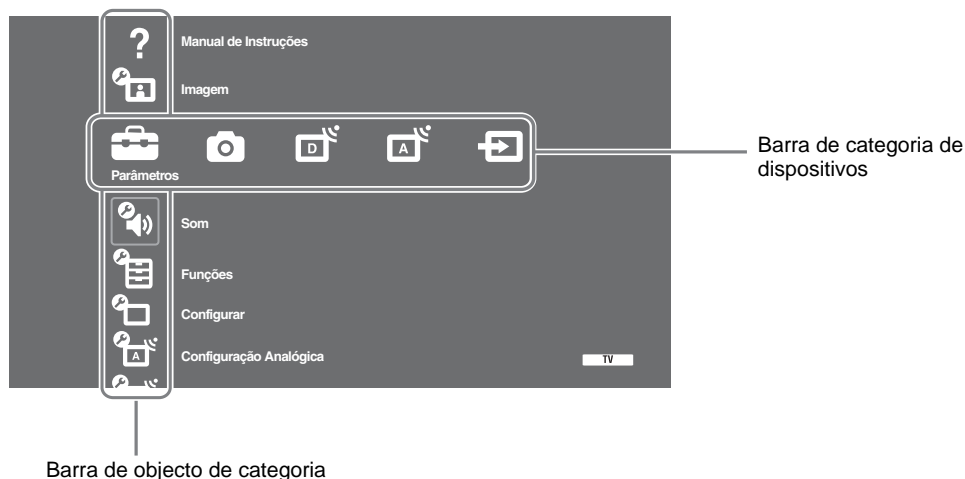 ?
Manual de Instruções
Imagem
D
A
Parâmetros
Barra de categoria de
dispositivos
Som
Funções
Configurar
A
Configuração Analógica
TV
Barra de objecto de categoria